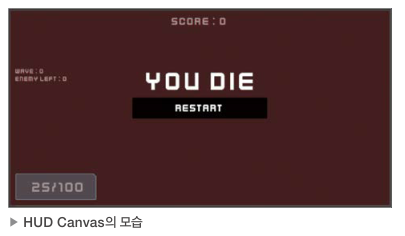 SCORE : 0
WAVE : 0
ENEMY LEFT : 0
YOU DIE
RESTART
25/100
▶ HUD Canvas의 모습